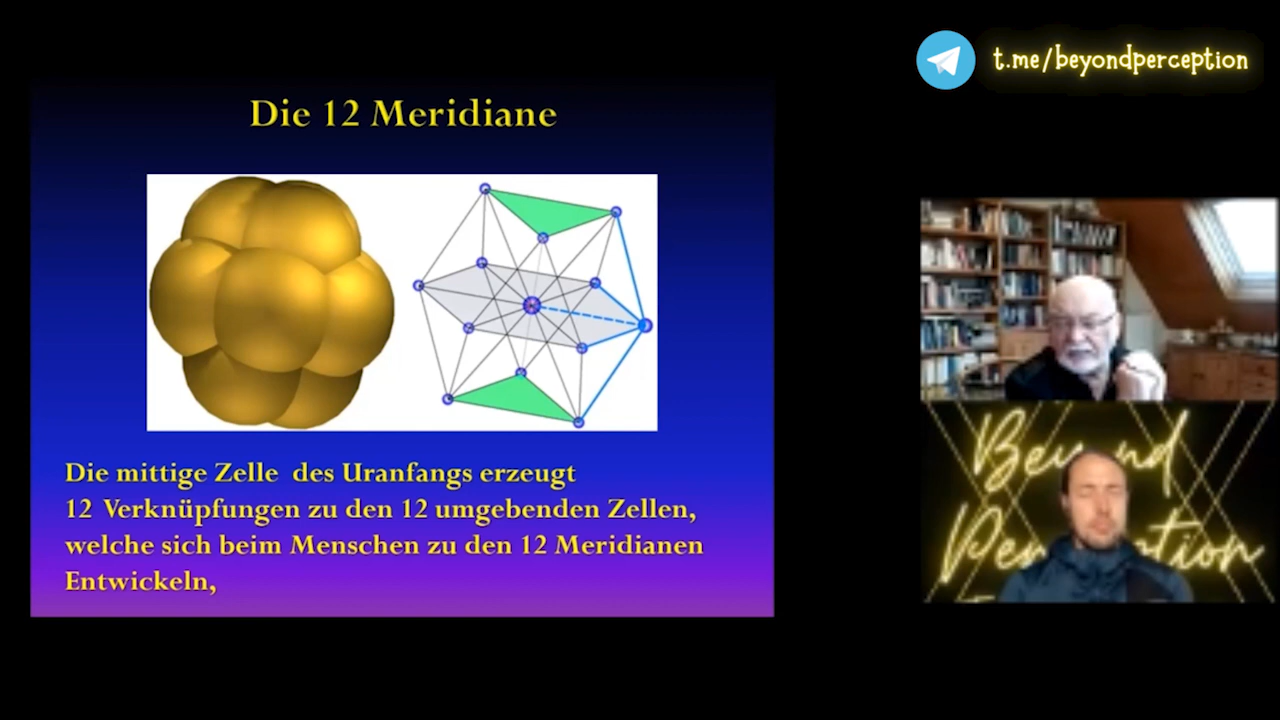 t.me/beyondperception
Die 12 Meridiane
Die mittige Zelle des Uranfangs erzeugt
12 Verknüpfungen zu den 12 umgebenden Zellen,
welche sich beim Menschen zu den 12 Meridianen
Entwickeln,
Beyond